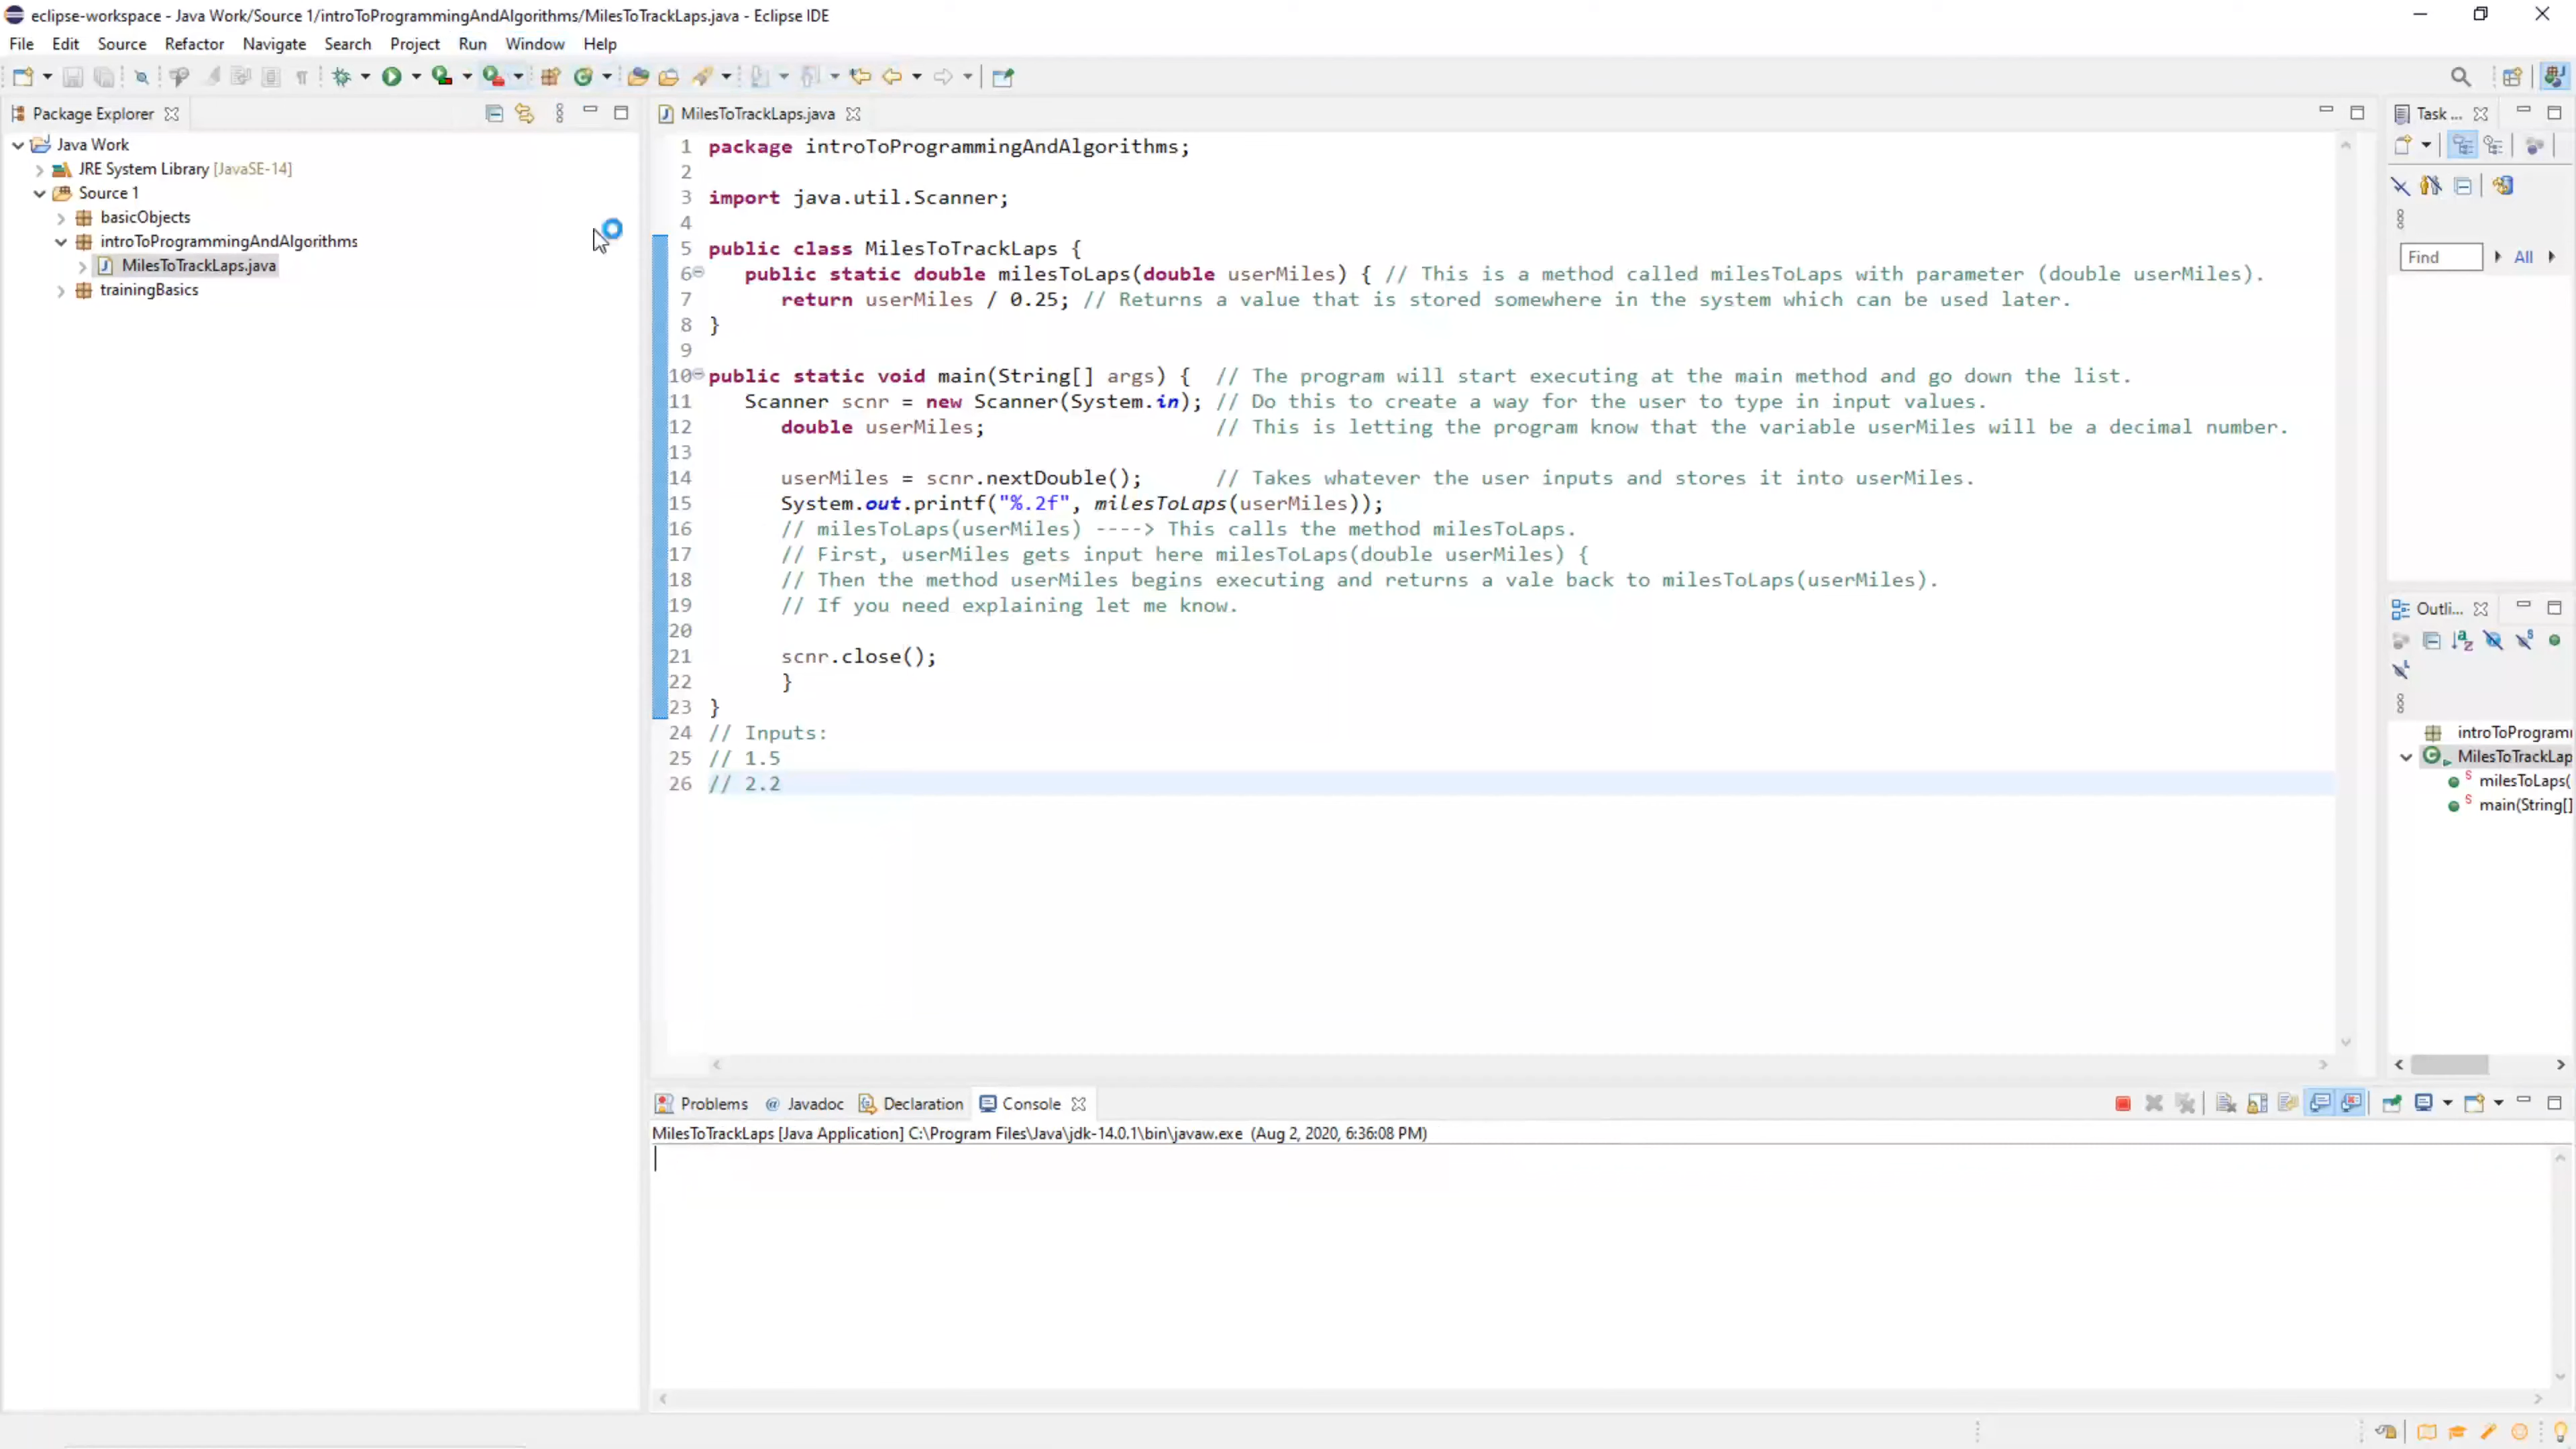 eclipse-workspace - Java Work/Source 1/introToProgrammingAndAlgorithms/MilesToTrackLaps.java - Eclipse IDE
File Edit Source Refactor Navigate Search Project Run Window Help
Package Explorer
Java Work
JRE System Library [JavaSE-14]
Source 1
basicObjects
introToProgrammingAndAlgorithms
MilesToTrackLaps.java
trainingBasics
MilesToTrackLaps.java
1 package introToProgrammingAndAlgorithms;
2
3 import java.util.Scanner;
4
5 public class MilesToTrackLaps {
6 public static double milesToLaps(double userMiles) { // This is a method called milesToLaps with parameter (double userMiles).
7 return userMiles / 0.25; // Returns a value that is stored somewhere in the system which can be used later.
8 }
9
10 public static void main(String[] args) { // The program will start executing at the main method and go down the list.
11 Scanner scnr = new Scanner(System.in); // Do this to create a way for the user to type in input values.
12 double userMiles; // This is letting the program know that the variable userMiles will be a decimal number.
13
14 userMiles = scnr.nextDouble(); // Takes whatever the user inputs and stores it into userMiles.
15 System.out.printf("%.2f", milesToLaps(userMiles));
16 // milesToLaps(userMiles) ----> This calls the method milesToLaps.
17 // First, userMiles gets input here milesToLaps(double userMiles) {
18 // Then the method userMiles begins executing and returns a vale back to milesToLaps(userMiles).
19 // If you need explaining let me know.
20
21 scnr.close();
22 }
23 }
24 // Inputs:
25 // 1.5
26 // 2.2
Task ...
Find All
Outli...
introToProgrami
MilesToTrackLap
milesToLaps(
main(String[]
Problems Javadoc Declaration Console
MilesToTrackLaps [Java Application] C:\Program Files\Java\jdk-14.0.1\bin\javaw.exe (Aug 2, 2020, 6:36:08 PM)